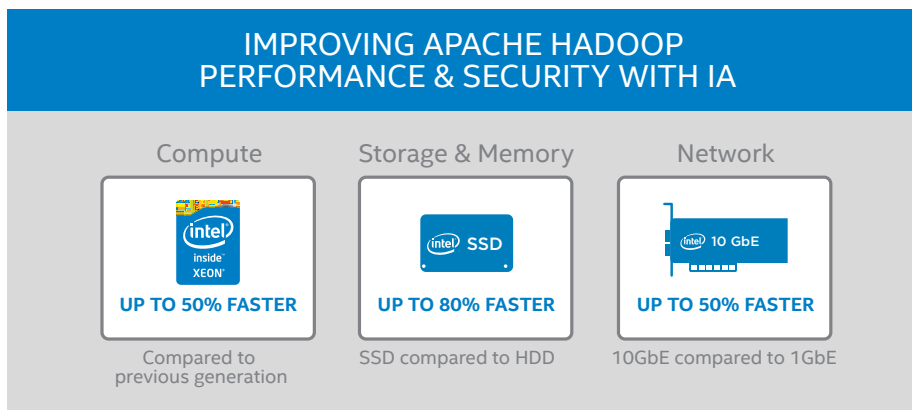 IMPROVING APACHE HADOOP
PERFORMANCE & SECURITY WITH IA
Compute
intel
inside™
XEON®
UP TO 50% FASTER
Compared to
previous generation
Storage & Memory
intel SSD
UP TO 80% FASTER
SSD compared to HDD
Network
intel 10 GbE
UP TO 50% FASTER
10GbE compared to 1GbE